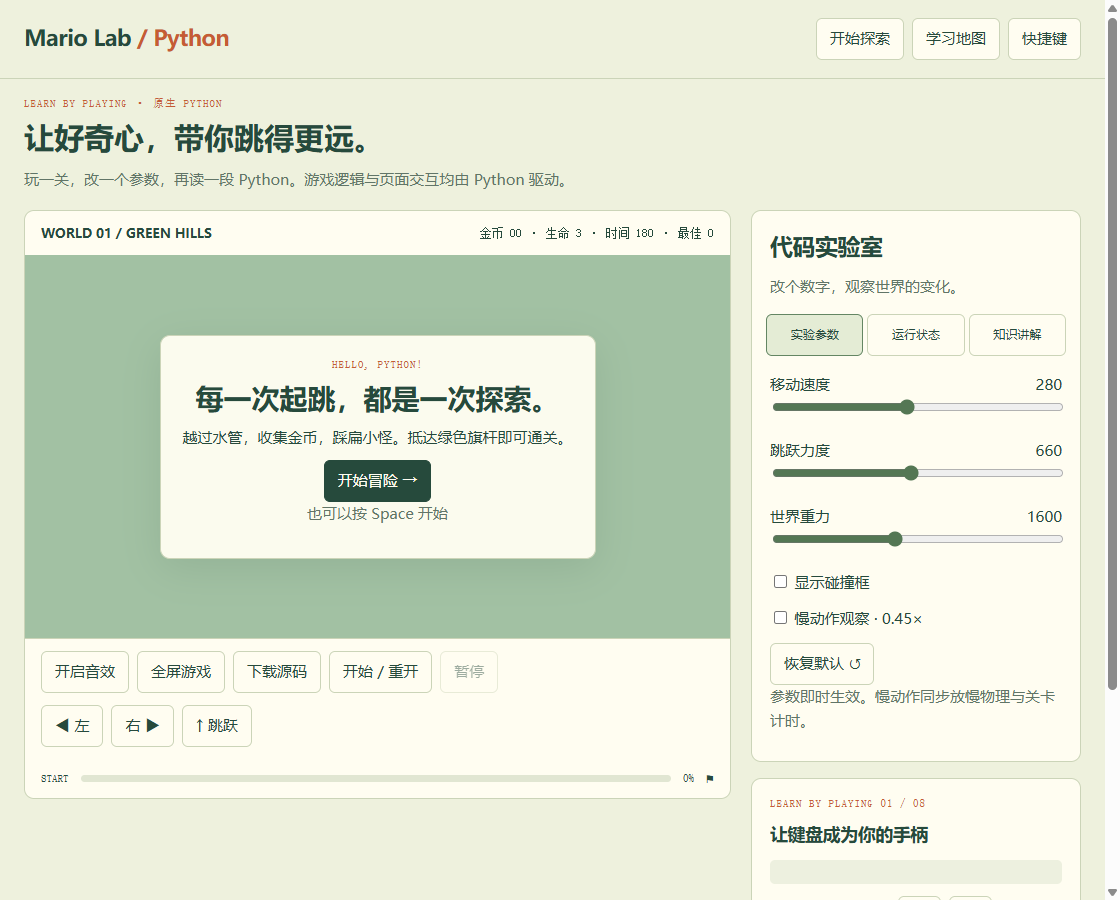 Mario Lab / Python
开始探索
学习地图
快捷键
LEARN BY PLAYING · 原生 PYTHON
让好奇心，带你跳得更远。
玩一关，改一个参数，再读一段 Python。游戏逻辑与页面交互均由 Python 驱动。
WORLD 01 / GREEN HILLS
金币 00 · 生命 3 · 时间 180 · 最佳 0
HELLO, PYTHON!
每一次起跳，都是一次探索。
越过水管，收集金币，踩扁小怪。抵达绿色旗杆即可通关。
开始冒险 →
也可以按 Space 开始
开启音效
全屏游戏
下载源码
开始 / 重开
暂停
◀ 左
右 ▶
↑ 跳跃
START
0% ⚑
代码实验室
改个数字，观察世界的变化。
实验参数
运行状态
知识讲解
移动速度 280
跳跃力度 660
世界重力 1600
显示碰撞框
慢动作观察 · 0.45×
恢复默认 ↺
参数即时生效。慢动作同步放慢物理与关卡
计时。
LEARN BY PLAYING 01 / 08
让键盘成为你的手柄